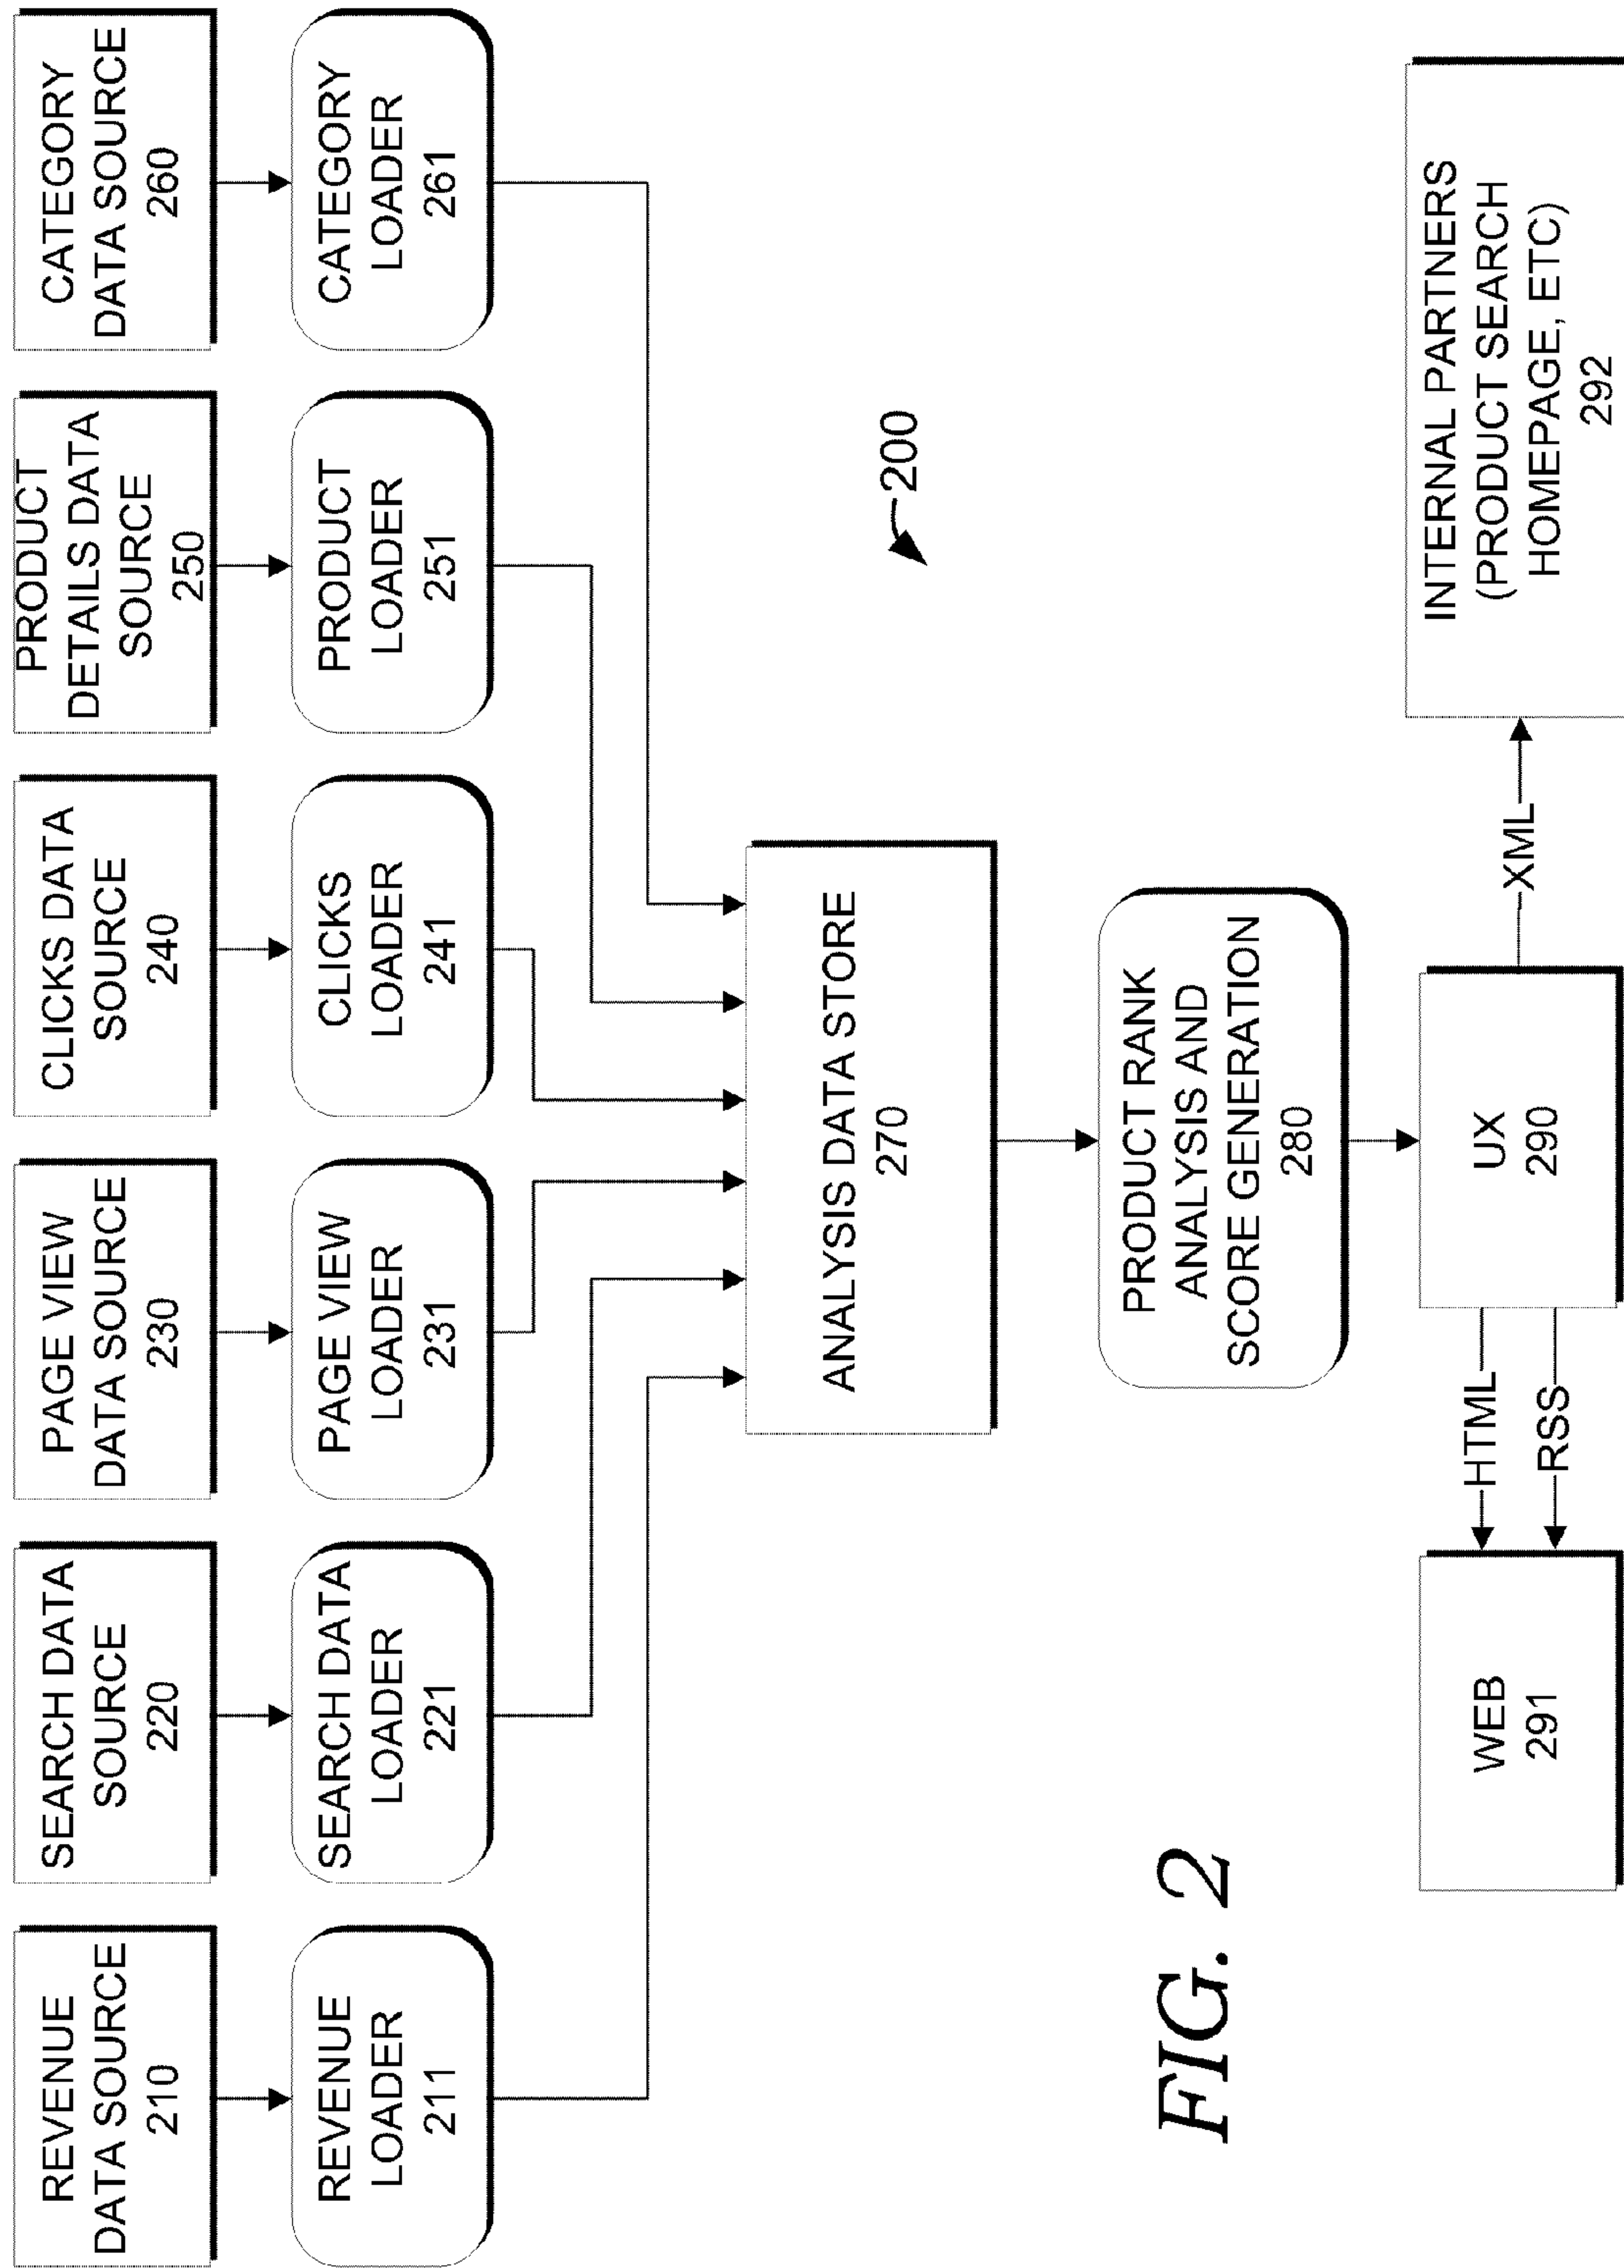 REVENUE
DATA SOURCE
210
SEARCH DATA
SOURCE
220
PAGE VIEW
DATA SOURCE
230
CLICKS DATA
SOURCE
240
PRODUCT
DETAILS DATA
SOURCE
250
CATEGORY
DATA SOURCE
260
REVENUE
LOADER
211
SEARCH DATA
LOADER
221
PAGE VIEW
LOADER
231
CLICKS
LOADER
241
PRODUCT
LOADER
251
CATEGORY
LOADER
261
ANALYSIS DATA STORE
270
200
PRODUCT RANK
ANALYSIS AND
SCORE GENERATION
280
FIG. 2
WEB
291
HTML
RSS
UX
290
XML
INTERNAL PARTNERS
(PRODUCT SEARCH
HOMEPAGE, ETC)
292